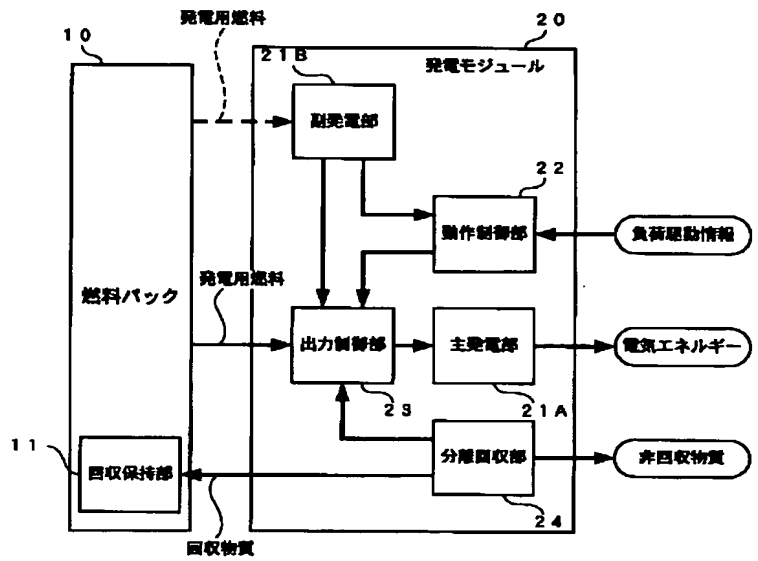 発電用燃料
10
20
21B
発電モジュール
副発電部
22
動作制御部
負荷駆動情報
発電用燃料
燃料パック
出力制御部
主発電部
電気エネルギー
23
21A
11
回収保持部
分離回収部
非回収物質
24
回収物質